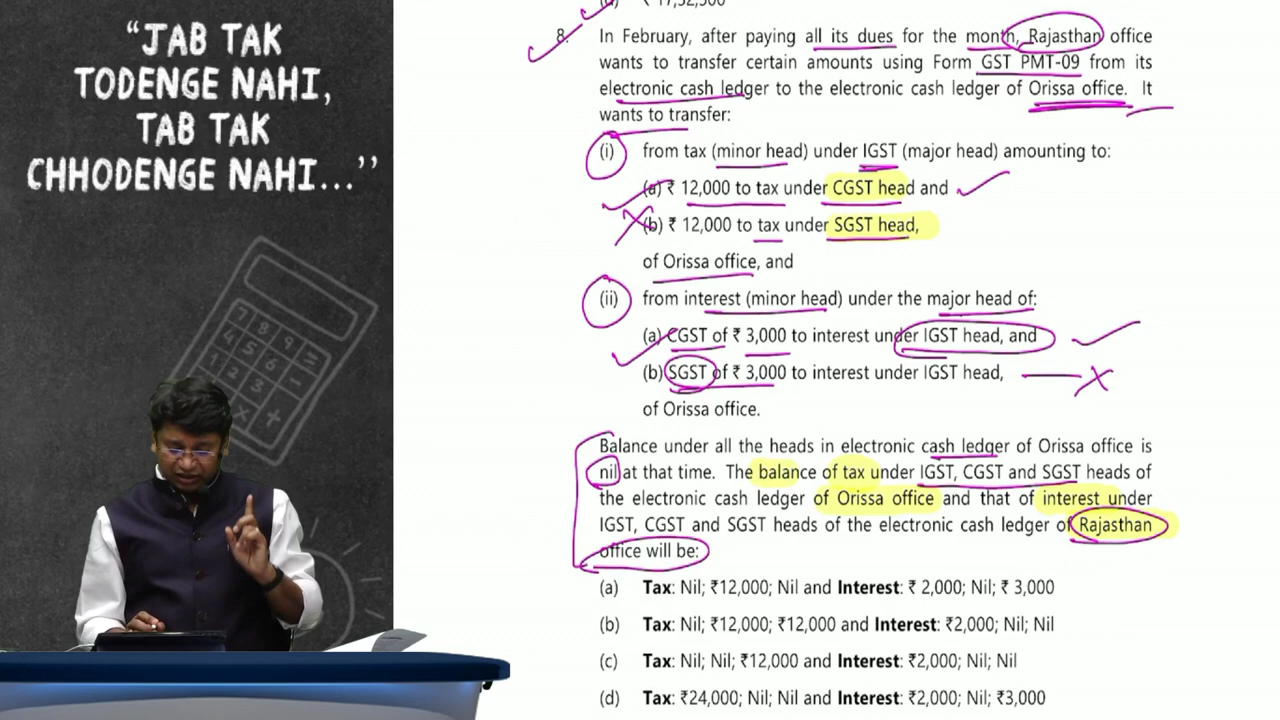 “JAB TAK
TODENGE NAHI,
TAB TAK
CHHODENGE NAHI...’’
8. In February, after paying all its dues for the month, Rajasthan office
wants to transfer certain amounts using Form GST PMT-09 from its
electronic cash ledger to the electronic cash ledger of Orissa office. It
wants to transfer:
(i) from tax (minor head) under IGST (major head) amounting to:
(a) ₹ 12,000 to tax under CGST head and
(b) ₹ 12,000 to tax under SGST head,
of Orissa office, and
(ii) from interest (minor head) under the major head of:
(a) CGST of ₹ 3,000 to interest under IGST head, and
(b) SGST of ₹ 3,000 to interest under IGST head,
of Orissa office.
Balance under all the heads in electronic cash ledger of Orissa office is
nil at that time. The balance of tax under IGST, CGST and SGST heads of
the electronic cash ledger of Orissa office and that of interest under
IGST, CGST and SGST heads of the electronic cash ledger of Rajasthan
office will be:
(a) Tax: Nil; ₹12,000; Nil and Interest: ₹ 2,000; Nil; ₹ 3,000
(b) Tax: Nil; ₹12,000; ₹12,000 and Interest: ₹2,000; Nil; Nil
(c) Tax: Nil; Nil; ₹12,000 and Interest: ₹2,000; Nil; Nil
(d) Tax: ₹24,000; Nil; Nil and Interest: ₹2,000; Nil; ₹3,000